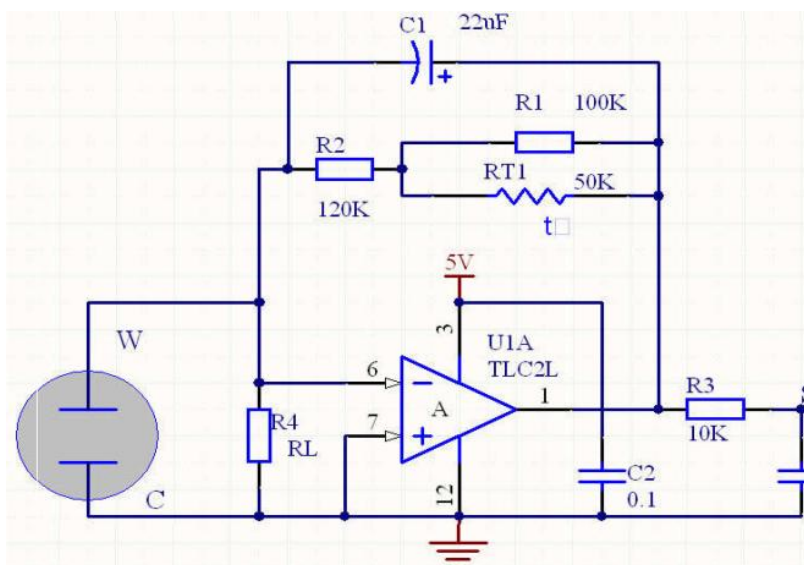 C1 22uF
R1 100K
R2
RT1 50K
120K
t
5V
3
W
U1A
TLC2L
6
1
R3
A
R4
7
RL
10K
C2
C
12
0.1